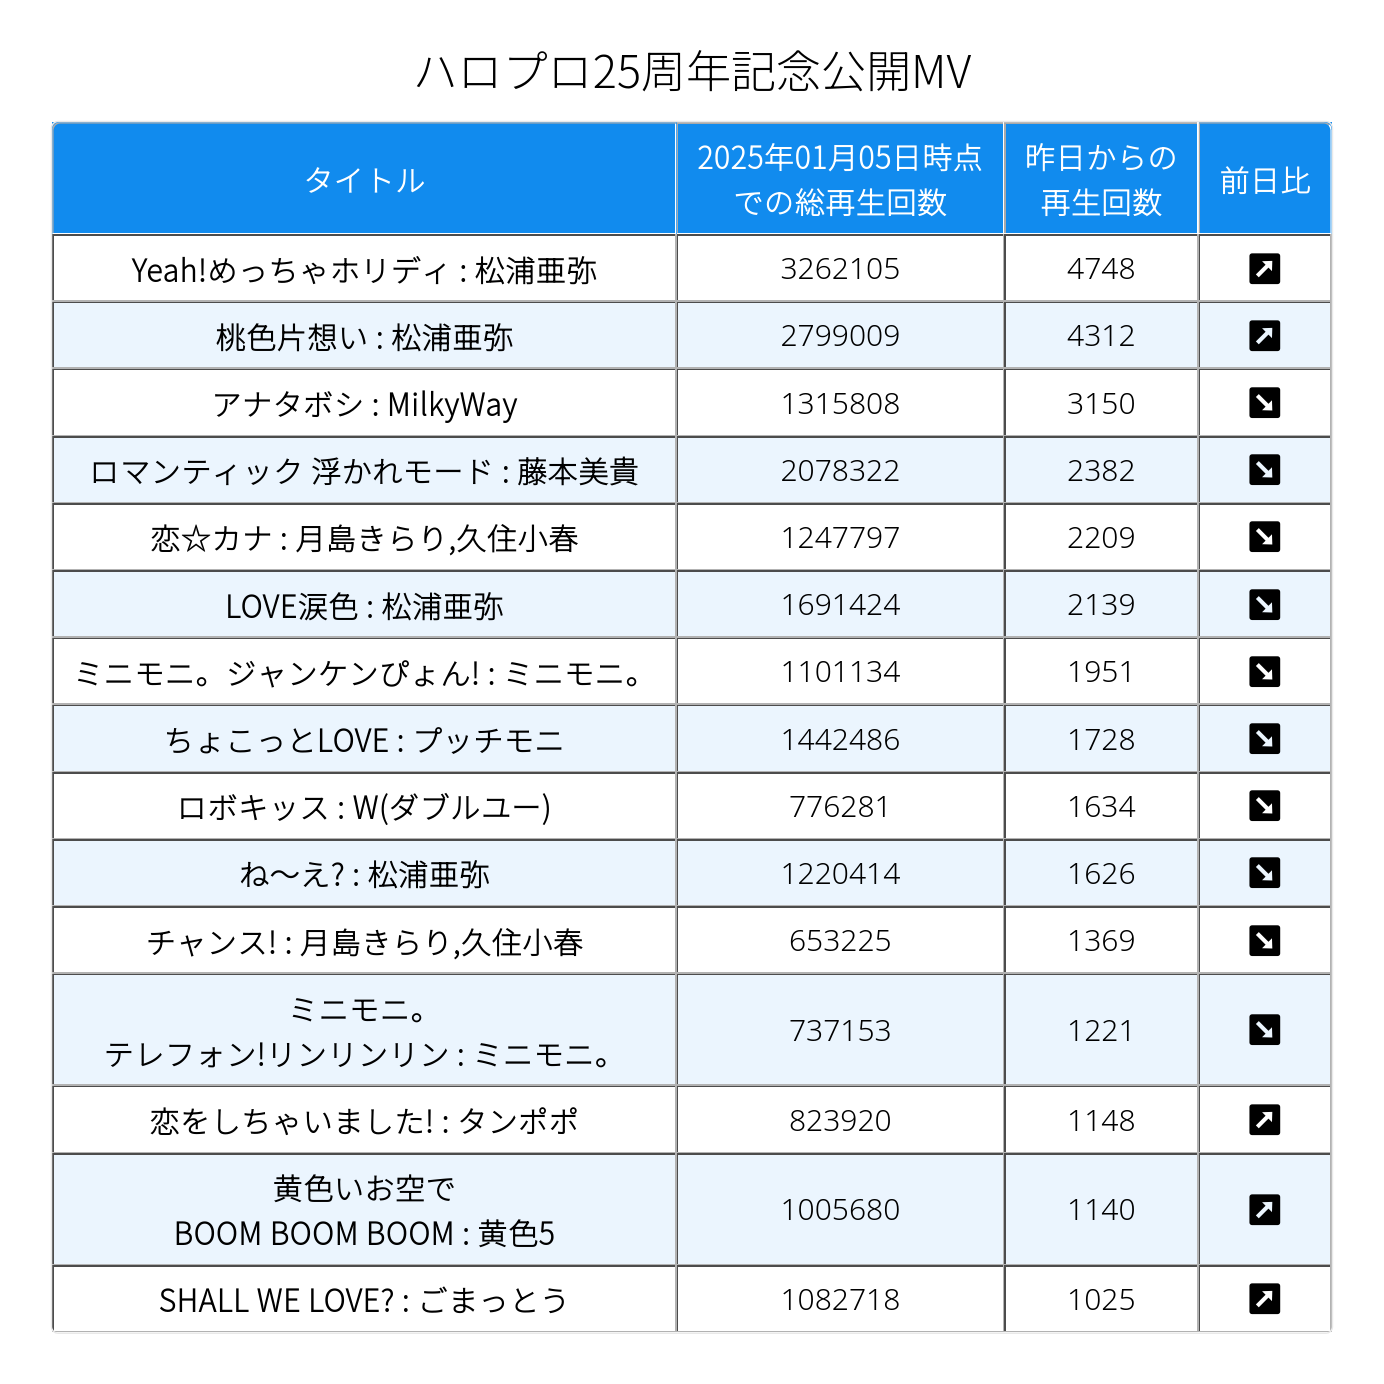 ハロプロ25周年記念公開MV
タイトル 2025年01月05日時点 昨日からの 前日比
での総再生回数 再生回数
Yeah!めっちゃホリディ : 松浦亜弥 3262105 4748 ↗
桃色片想い : 松浦亜弥 2799009 4312 ↗
アナタボシ : MilkyWay 1315808 3150 ↘
ロマンティック 浮かれモード : 藤本美貴 2078322 2382 ↘
恋☆カナ : 月島きらり,久住小春 1247797 2209 ↘
LOVE涙色 : 松浦亜弥 1691424 2139 ↘
ミニモニ。ジャンケンぴょん! : ミニモニ。 1101134 1951 ↘
ちょこっとLOVE : プッチモニ 1442486 1728 ↘
ロボキッス : W(ダブルユー) 776281 1634 ↘
ね〜え? : 松浦亜弥 1220414 1626 ↘
チャンス! : 月島きらり,久住小春 653225 1369 ↘
ミニモニ。
テレフォン!リンリンリン : ミニモニ。 737153 1221 ↘
恋をしちゃいました! : タンポポ 823920 1148 ↗
黄色いお空で
BOOM BOOM BOOM : 黄色5 1005680 1140 ↗
SHALL WE LOVE? : ごまっとう 1082718 1025 ↗